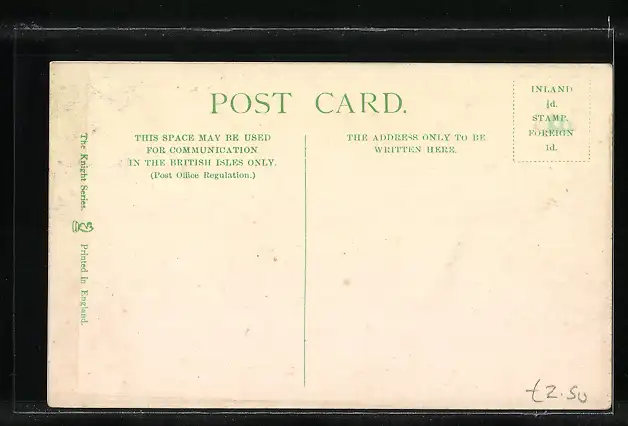 POST CARD.
THIS SPACE MAY BE USED
FOR COMMUNICATION
IN THE BRITISH ISLES ONLY.
(Post Office Regulation.)
THE ADDRESS ONLY TO BE
WRITTEN HERE.
INLAND
½d.
STAMP.
FOREIGN
1d.
The Knight Series.
Printed in England.
£2.50